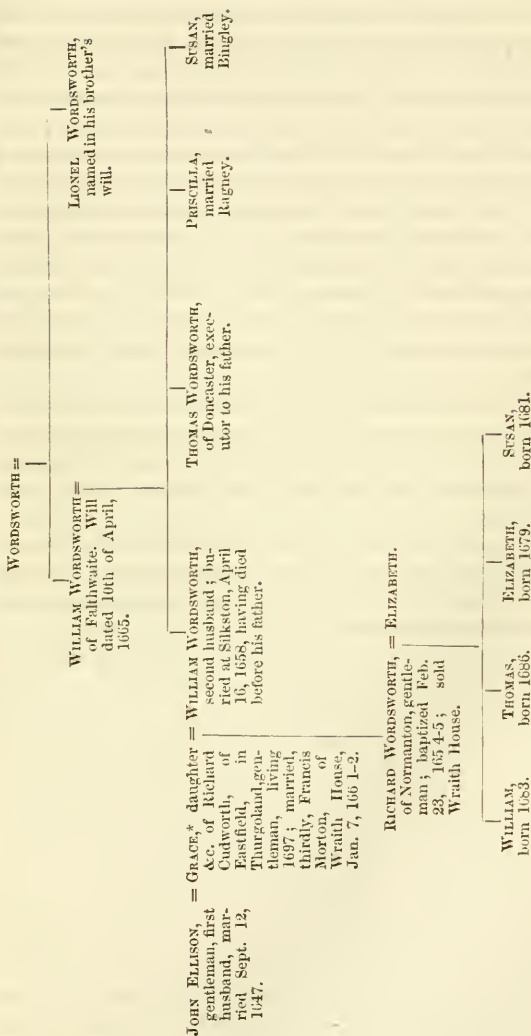 WORDSWORTH =
WILLIAM WORDSWORTH =
of Falthwaite. Will
dated 10th of April,
1665.
LIONEL WORDSWORTH,
named in his brother's
will.
JOHN ELLISON,
gentleman, first
husband, mar-
ried Sept. 12,
1647.
= GRACE,* daughter
&c. of Richard
Cudworth, of
Eastfield, in
Thurgoland, gen-
tleman, living
1697; married,
thirdly, Francis
Morton, of
Wraith House,
Jan. 7, 166 1-2.
= WILLIAM WORDSWORTH,
second husband; bu-
ried at Silkston, April
16, 1658, having died
before his father.
THOMAS WORDSWORTH,
of Doncaster, exec-
utor to his father.
PRISCILLA,
married
Ragney.
SUSAN,
married
Bingley.
RICHARD WORDSWORTH, = ELIZABETH.
of Normanton, gentle-
man; baptized Feb.
23, 165 4-5; sold
Wraith House.
WILLIAM,
born 1683.
THOMAS,
born 1686.
ELIZABETH,
born 1679.
SUSAN,
born 1681.